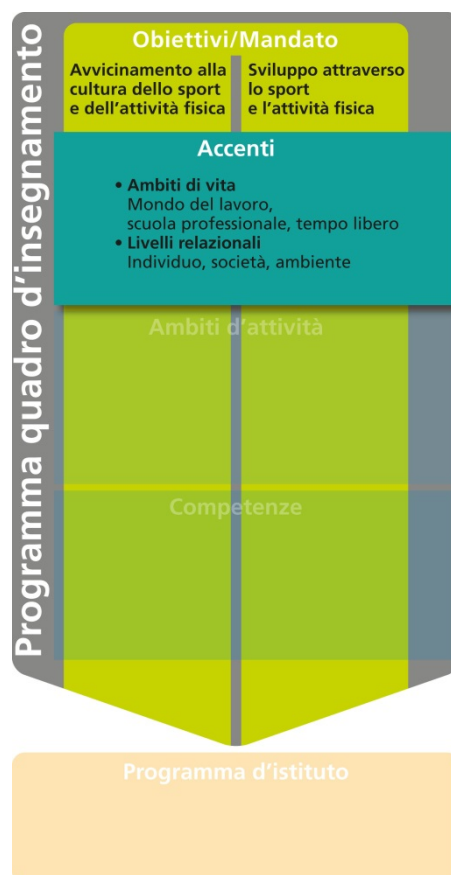 Programma quadro d'insegnamento
Obiettivi/Mandato
Avvicinamento alla
cultura dello sport
e dell'attività fisica
Sviluppo attraverso
lo sport
e l'attività fisica
Accenti
• Ambiti di vita
Mondo del lavoro,
scuola professionale, tempo libero
• Livelli relazionali
Individuo, società, ambiente
Ambiti d'attività
Competenze
Programma d'istituto